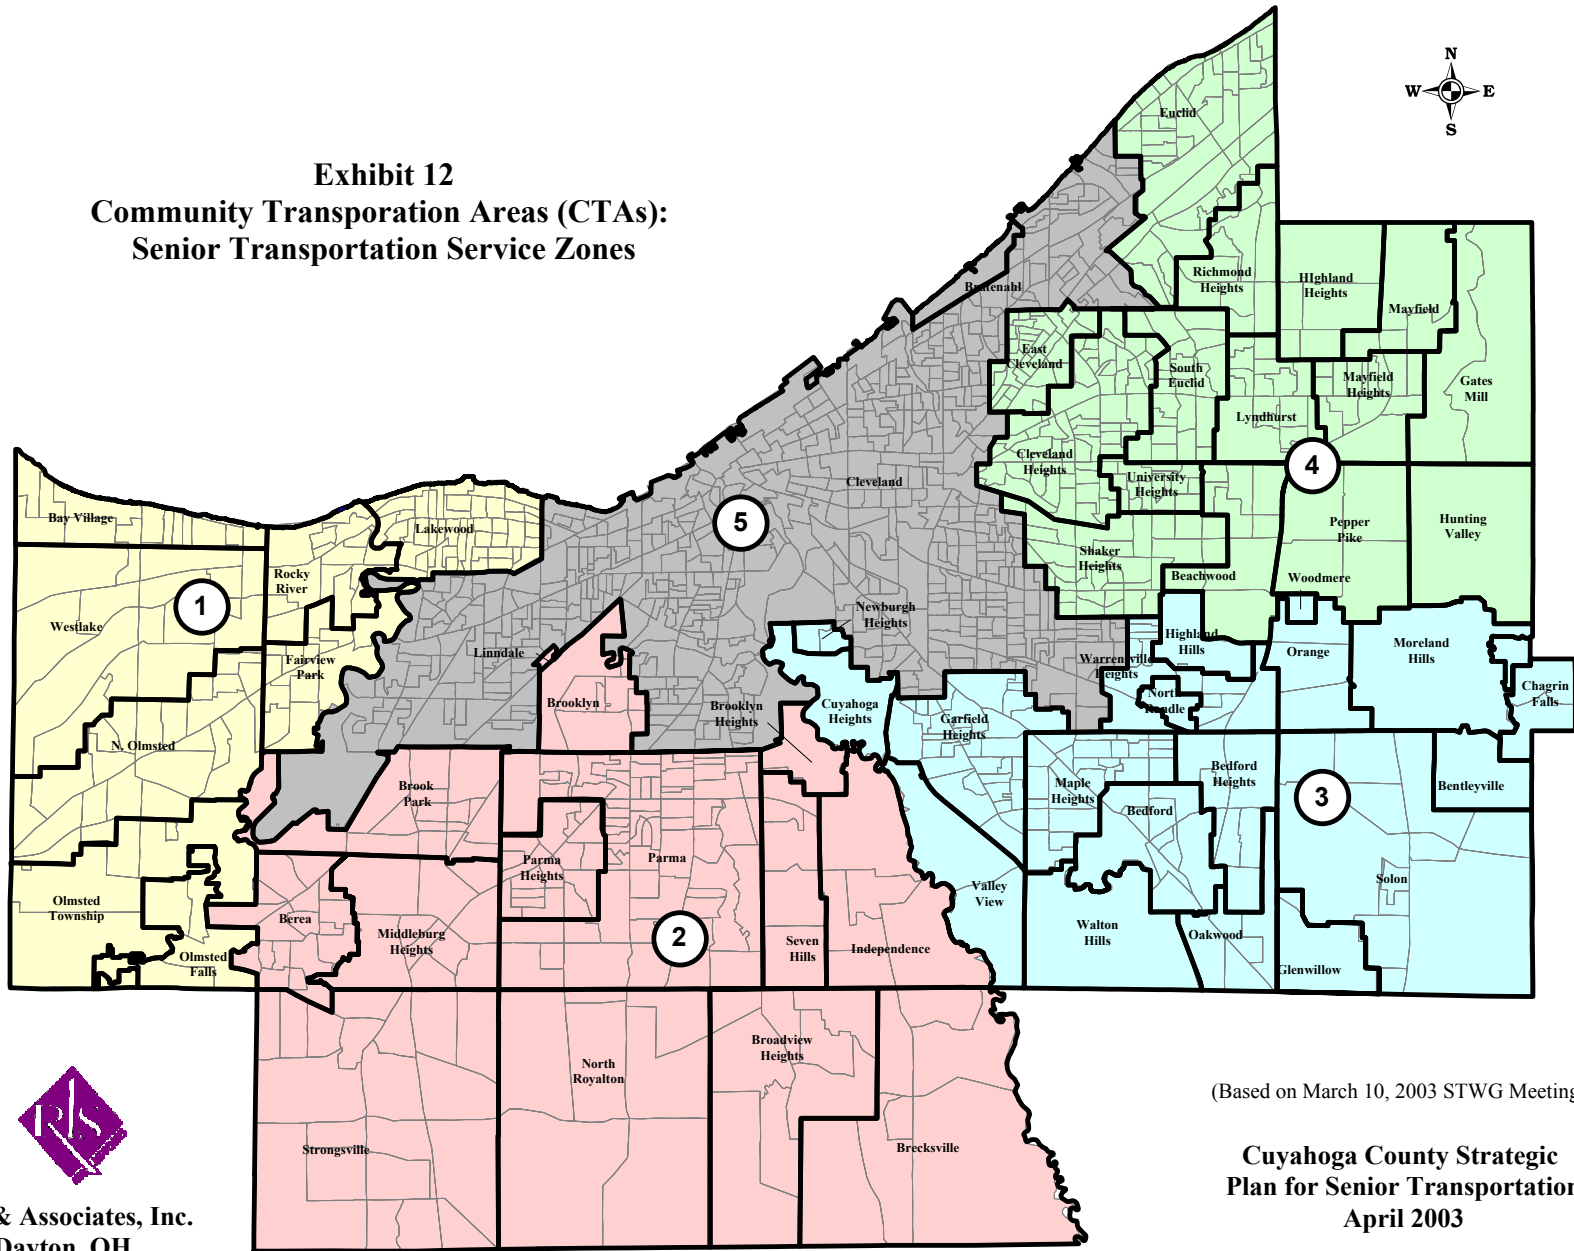 Exhibit 12
Community Transporation Areas (CTAs):
Senior Transportation Service Zones
N
W
E
S
Euclid
Richmond
Heights
HIghland
Heights
Mayfield
Bratenahl
East
Cleveland
South
Euclid
Mayfield
Heights
Gates
Mill
Lyndhurst
Cleveland
Heights
4
University
Heights
Cleveland
5
Bay Village
Lakewood
Pepper
Pike
Hunting
Valley
Shaker
Heights
Beachwood
Woodmere
Rocky
River
1
Westlake
Newburgh
Heights
Highland
Hills
Orange
Moreland
Hills
Linndale
Fairview
Park
Warrensville
Heights
Chagrin
Falls
North
Randle
Brooklyn
Brooklyn
Heights
Cuyahoga
Heights
Garfield
Heights
N. Olmsted
Brook
Park
Maple
Heights
Bedford
Heights
3
Bentleyville
Bedford
Parma
Heights
Parma
Valley
View
Solon
Olmsted
Township
Berea
Middleburg
Heights
2
Seven
Hills
Independence
Walton
Hills
Oakwood
Olmsted
Falls
Glenwillow
Broadview
Heights
North
Royalton
Strongsville
Brecksville
(Based on March 10, 2003 STWG Meeting
Cuyahoga County Strategic
Plan for Senior Transportation
April 2003
RLS
& Associates, Inc.
Dayton, OH